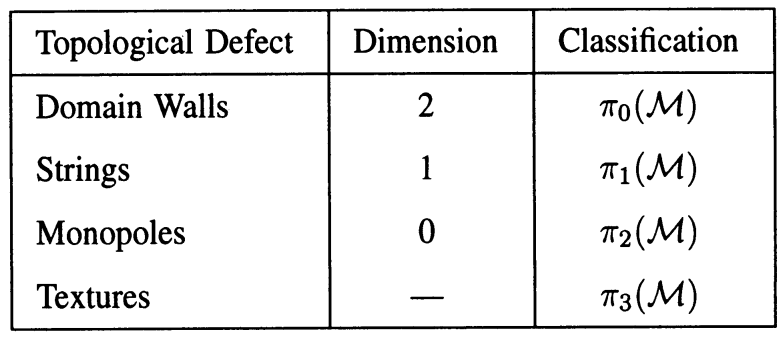 Topological Defect Dimension Classification
Domain Walls 2 π₀(ℳ)
Strings 1 π₁(ℳ)
Monopoles 0 π₂(ℳ)
Textures — π₃(ℳ)